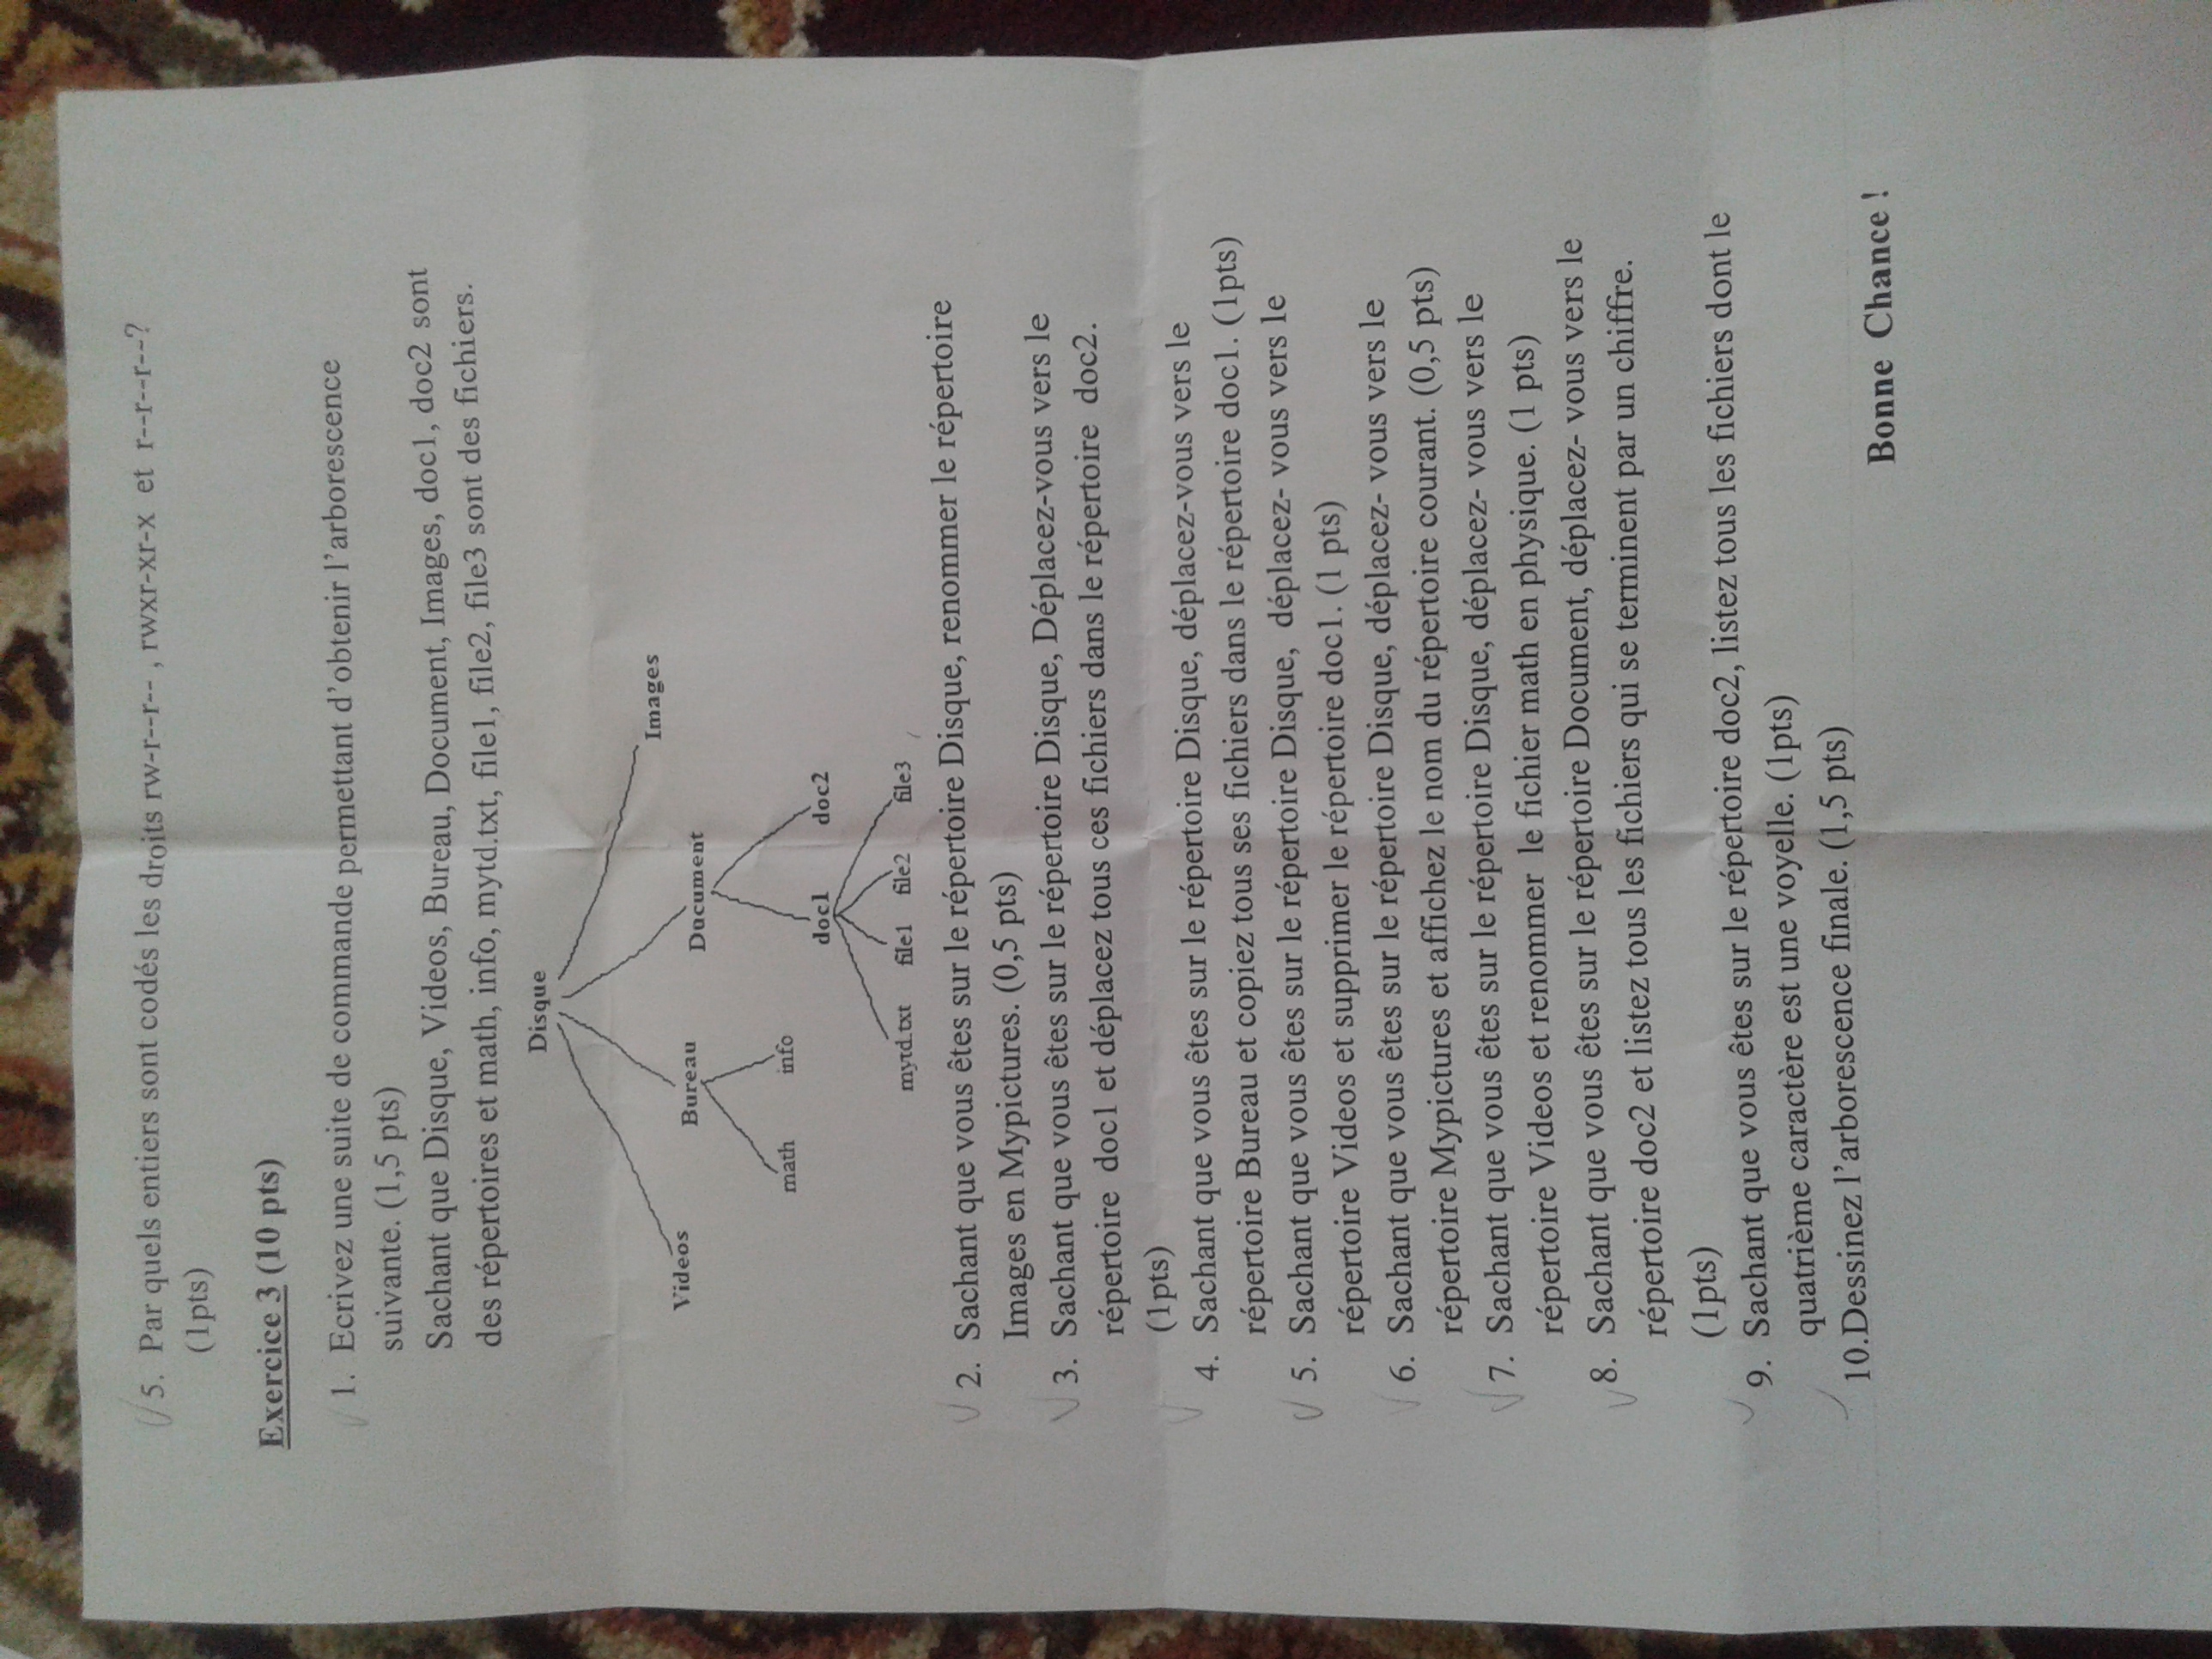 5. Par quels entiers sont codés les droits rw-r--r-- , rwxr-xr-x et r--r--r--?
(1pts)
Exercice 3 (10 pts)
1. Ecrivez une suite de commande permettant d'obtenir l'arborescence
suivante. (1,5 pts)
Sachant que Disque, Videos, Bureau, Document, Images, doc1, doc2 sont
des répertoires et math, info, mytd.txt, file1, file2, file3 sont des fichiers.
Disque
Images
Videos Bureau Document
math info
doc1 doc2
mytd.txt file1 file2 file3
2. Sachant que vous êtes sur le répertoire Disque, renommer le répertoire
Images en Mypictures. (0,5 pts)
3. Sachant que vous êtes sur le répertoire Disque, Déplacez-vous vers le
répertoire doc1 et déplacez tous ces fichiers dans le répertoire doc2.
(1pts)
4. Sachant que vous êtes sur le répertoire Disque, déplacez-vous vers le
répertoire Bureau et copiez tous ses fichiers dans le répertoire doc1. (1pts)
5. Sachant que vous êtes sur le répertoire Disque, déplacez- vous vers le
répertoire Videos et supprimer le répertoire doc1. (1 pts)
6. Sachant que vous êtes sur le répertoire Disque, déplacez- vous vers le
répertoire Mypictures et affichez le nom du répertoire courant. (0,5 pts)
7. Sachant que vous êtes sur le répertoire Disque, déplacez- vous vers le
répertoire Videos et renommer le fichier math en physique. (1 pts)
8. Sachant que vous êtes sur le répertoire Document, déplacez- vous vers le
répertoire doc2 et listez tous les fichiers qui se terminent par un chiffre.
(1pts)
9. Sachant que vous êtes sur le répertoire doc2, listez tous les fichiers dont le
quatrième caractère est une voyelle. (1pts)
10.Dessinez l'arborescence finale. (1,5 pts)
Bonne Chance !